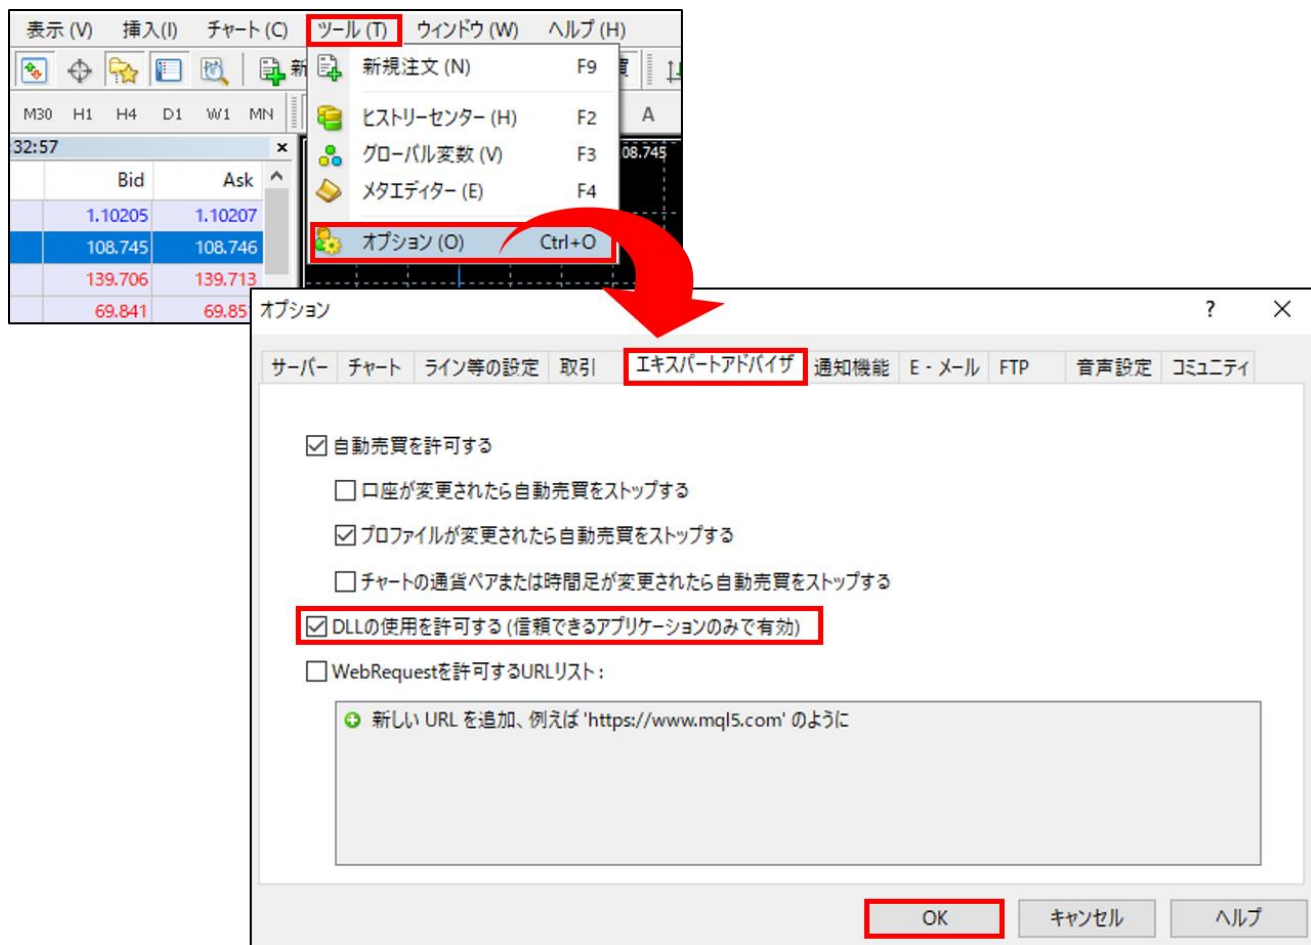 表示 (V) 挿入(I) チャート (C) ツール (T) ウィンドウ (W) ヘルプ (H)
新
新規注文 (N) F9
M30 H1 H4 D1 W1 MN
A
ヒストリーセンター (H) F2
:32:57
グローバル変数 (V) F3
08.745
Bid Ask
メタエディター (E) F4
1.10205 1.10207
オプション (O) Ctrl+O
108.745 108.746
139.706 139.713
69.841 69.85
オプション ?
サーバー チャート ライン等の設定 取引 エキスパートアドバイザ 通知機能 E - メール FTP 音声設定 コミュニティ
自動売買を許可する
口座が変更されたら自動売買をストップする
プロファイルが変更されたら自動売買をストップする
チャートの通貨ペアまたは時間足が変更されたら自動売買をストップする
DLLの使用を許可する (信頼できるアプリケーションのみで有効)
WebRequestを許可するURLリスト :
新しい URL を追加、例えば 'https://www.mql5.com' のように
OK キャンセル ヘルプ